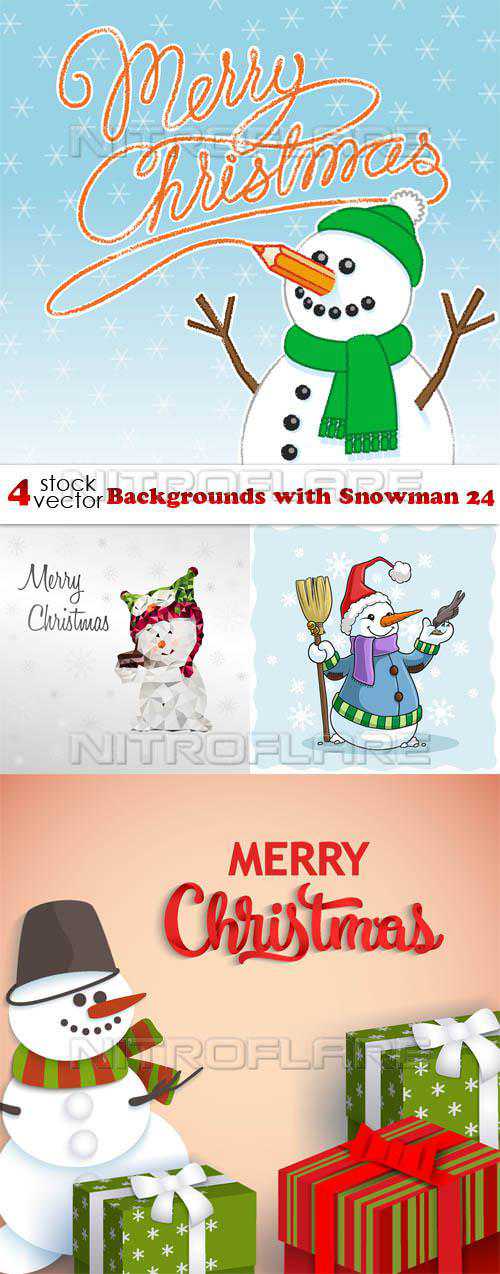 Merry
Christmas
NITROFLARE
4 stock vector Backgrounds with Snowman 24
NITROFLARE
Merry
Christmas
NITROFLARE
MERRY
Christmas
NITROFLARE